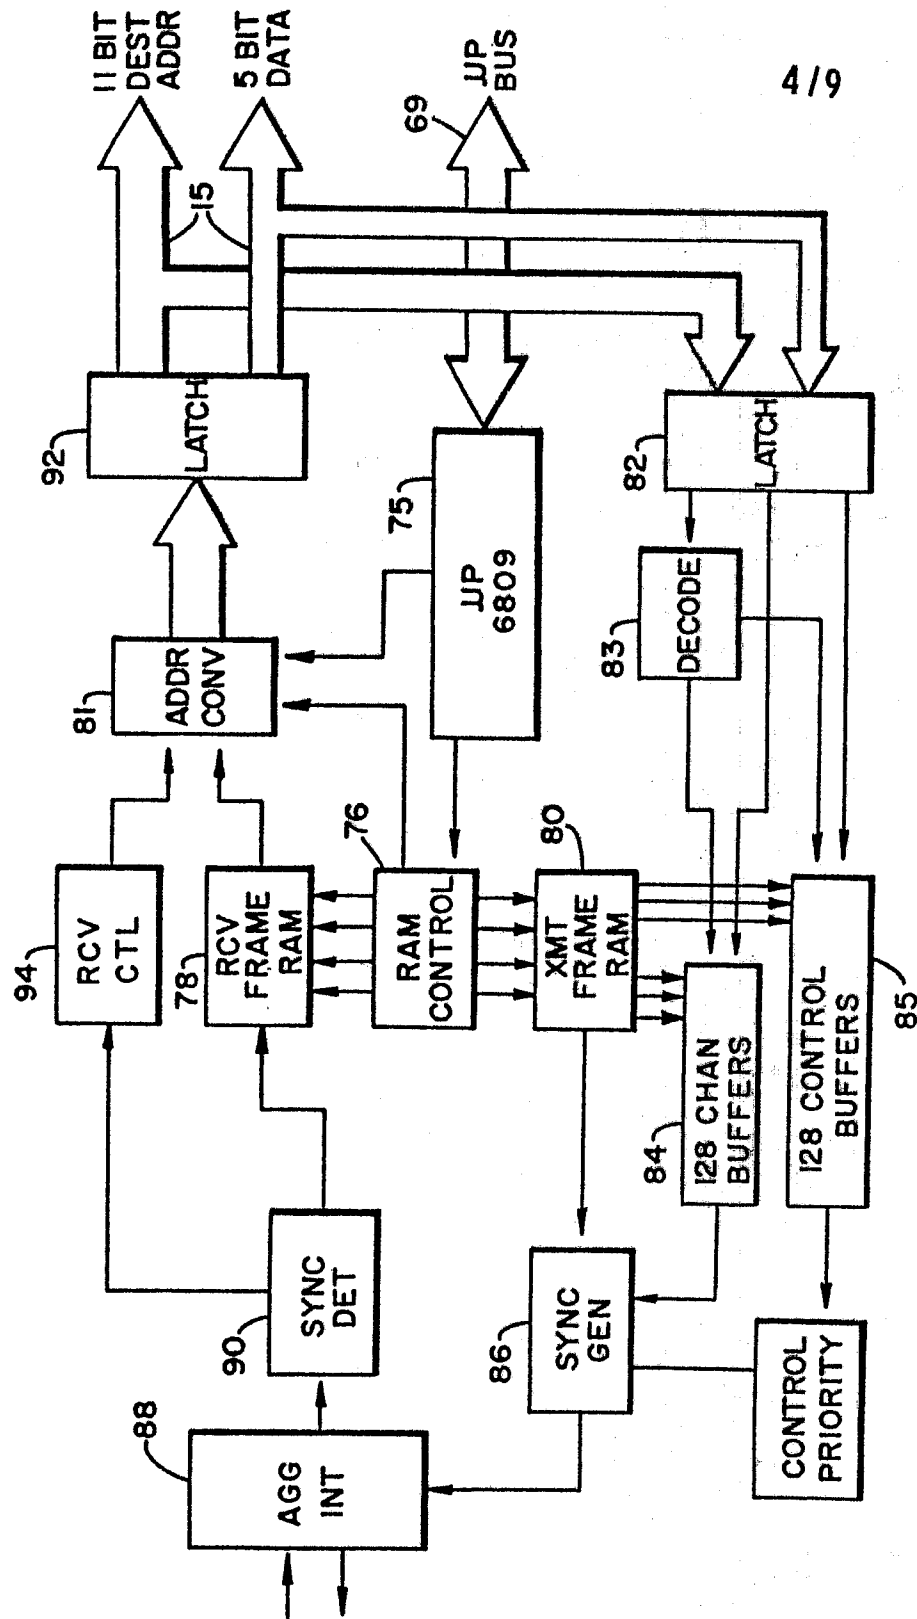 4/9
11 BIT
DEST
ADDR
5 BIT
DATA
µP
BUS
69
15
92
LATCH
82
LATCH
75
µP
6809
83
DECODE
81
ADDR
CONV
94
RCV
CTL
78
RCV
FRAME
RAM
76
RAM
CONTROL
80
XMT
FRAME
RAM
84
128 CHAN
BUFFERS
128 CONTROL
BUFFERS
85
90
SYNC
DET
86
SYNC
GEN
CONTROL
PRIORITY
88
AGG
INT